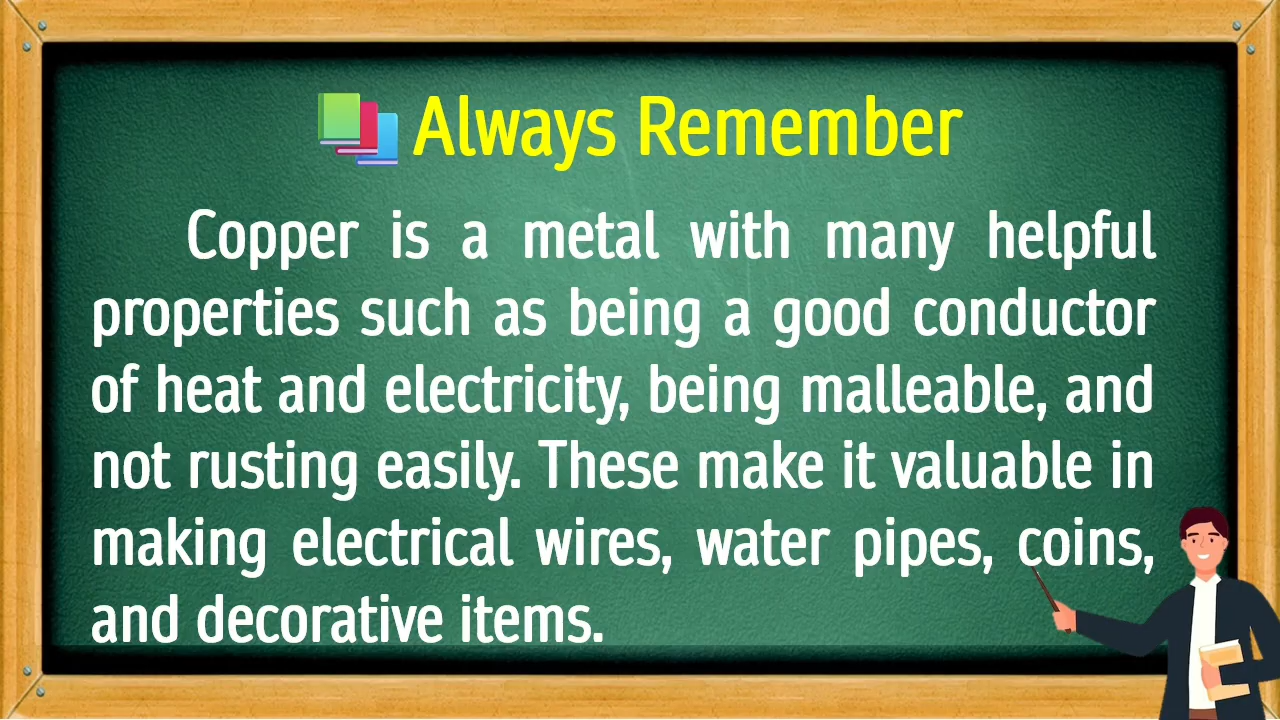 Always Remember
Copper is a metal with many helpful
properties such as being a good conductor
of heat and electricity, being malleable, and
not rusting easily. These make it valuable in
making electrical wires, water pipes, coins,
and decorative items.